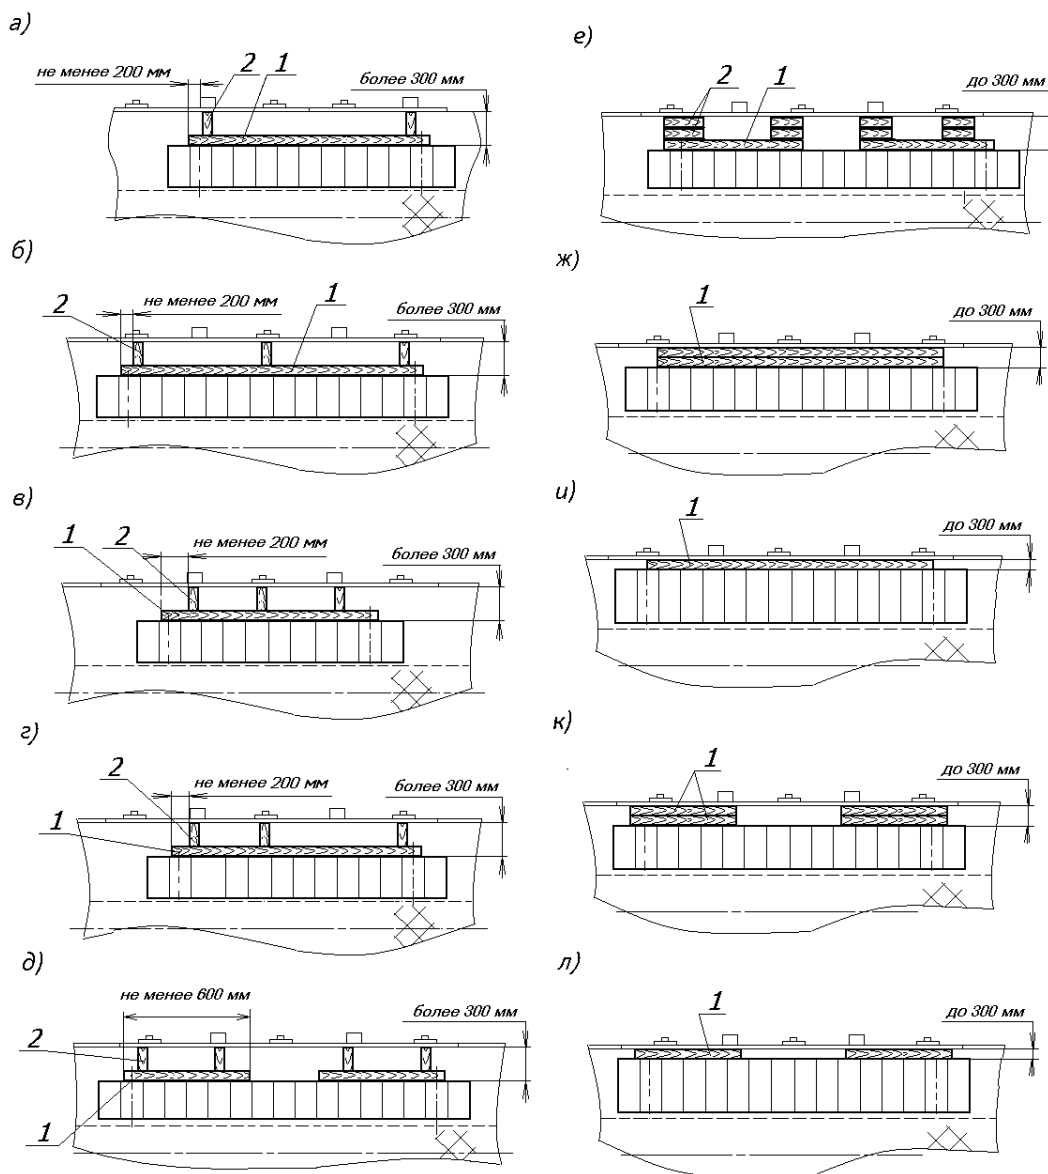 а)
не менее 200 мм
2
1
более 300 мм
б)
2
не менее 200 мм
1
более 300 мм
в)
1
2
не менее 200 мм
более 300 мм
г)
2
не менее 200 мм
более 300 мм
1
д)
не менее 600 мм
более 300 мм
2
1
е)
2
1
до 300 мм
ж)
1
до 300 мм
и)
1
до 300 мм
к)
1
до 300 мм
л)
1
до 300 мм